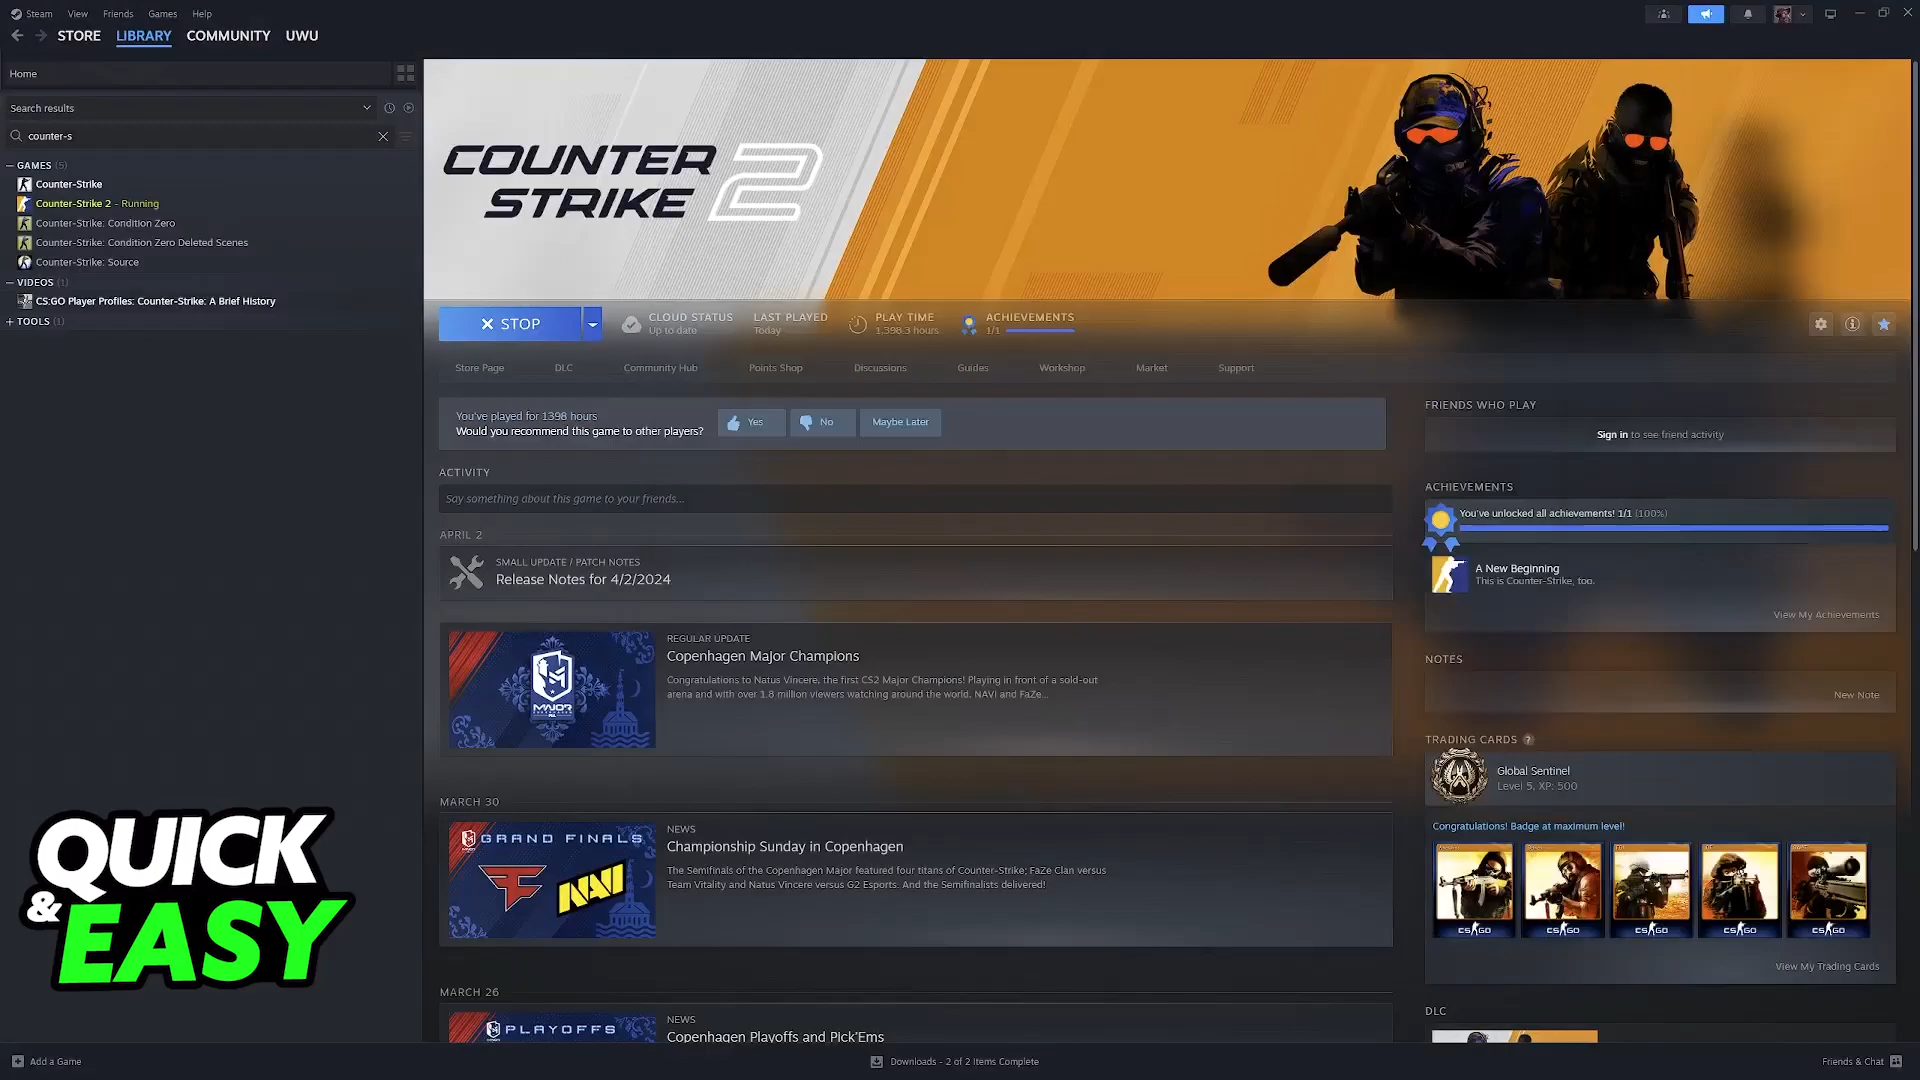 Steam View Friends Games Help
STORE LIBRARY COMMUNITY UWU
Home
Search results
counter-s
GAMES (5)
Counter-Strike
Counter-Strike 2 - Running
Counter-Strike: Condition Zero
Counter-Strike: Condition Zero Deleted Scenes
Counter-Strike: Source
VIDEOS (1)
CS:GO Player Profiles: Counter-Strike: A Brief History
TOOLS (1)
QUICK
& EASY
Add a Game
COUNTER
STRIKE 2
STOP
CLOUD STATUS
Up to date
LAST PLAYED
Today
PLAY TIME
1,398.3 hours
ACHIEVEMENTS
1/1
Store Page DLC Community Hub Points Shop Discussions Guides Workshop Market Support
You've played for 1398 hours
Would you recommend this game to other players?
Yes No Maybe Later
ACTIVITY
Say something about this game to your friends...
APRIL 2
SMALL UPDATE / PATCH NOTES
Release Notes for 4/2/2024
MAJOR
REGULAR UPDATE
Copenhagen Major Champions
Congratulations to Natus Vincere, the first CS2 Major Champions! Playing in front of a sold-out
arena and with over 1.8 million viewers watching around the world, NAVI and FaZe...
MARCH 30
GRAND FINALS
NAVI
NEWS
Championship Sunday in Copenhagen
The Semifinals of the Copenhagen Major featured four titans of Counter-Strike; FaZe Clan versus
Team Vitality and Natus Vincere versus G2 Esports. And the Semifinalists delivered!
MARCH 26
PLAYOFFS
NEWS
Copenhagen Playoffs and Pick'Ems
Downloads - 2 of 2 Items Complete
FRIENDS WHO PLAY
Sign in to see friend activity
ACHIEVEMENTS
You've unlocked all achievements! 1/1 (100%)
A New Beginning
This is Counter-Strike, too.
View My Achievements
NOTES
New Note
TRADING CARDS ?
Global Sentinel
Level 5, XP: 500
Congratulations! Badge at maximum level!
CS GO CS GO CS GO CS GO CS GO
View My Trading Cards
DLC
Friends & Chat